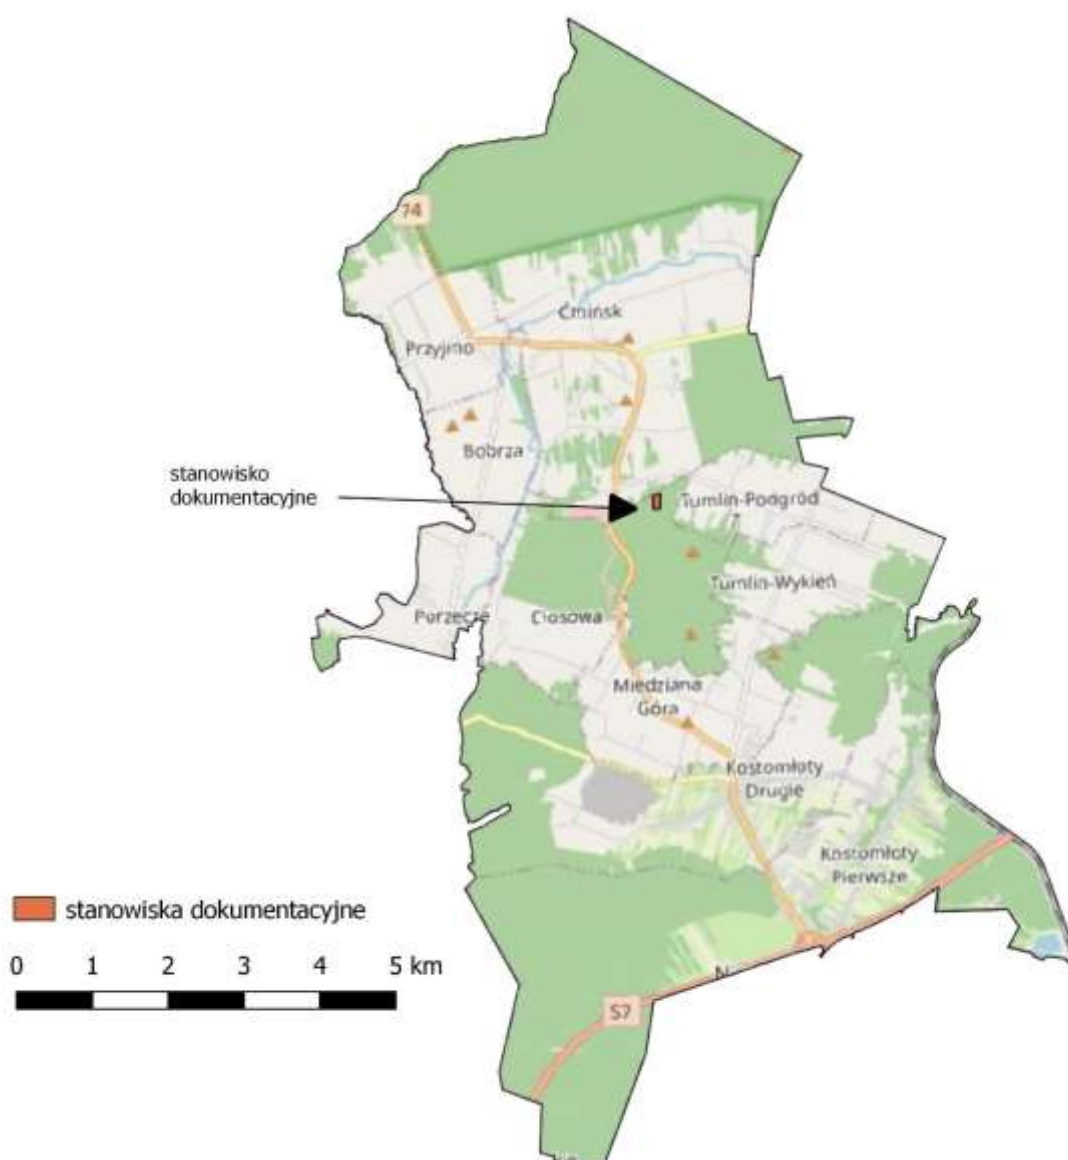 74
Ćmińsk
Przyjmo
Bobrza
stanowisko
dokumentacyjne
Tumlin-Podgród
Tumlin-Wykień
Porzecze
Ciosowa
Miedziana
Góra
Kostomłoty
Drugie
Kostomłoty
Pierwsze
stanowiska dokumentacyjne
0 1 2 3 4 5 km
N
S7